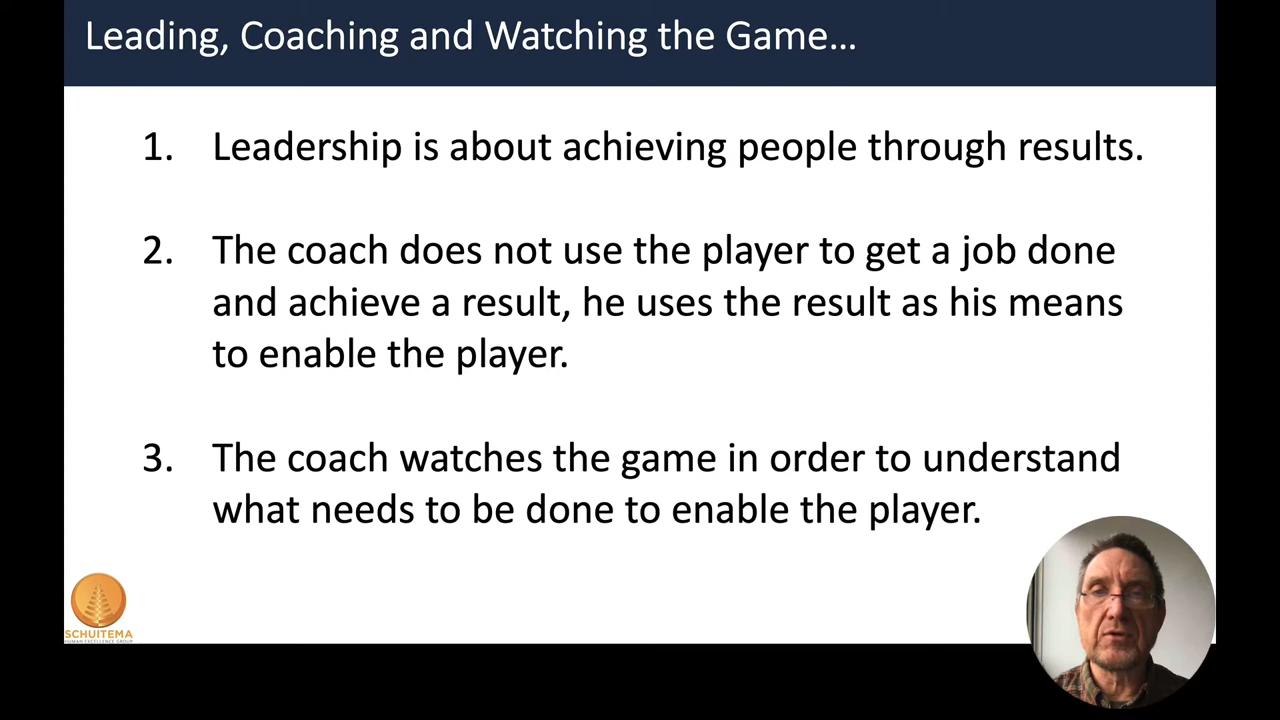 Leading, Coaching and Watching the Game...
1. Leadership is about achieving people through results.
2. The coach does not use the player to get a job done
and achieve a result, he uses the result as his means
to enable the player.
3. The coach watches the game in order to understand
what needs to be done to enable the player.
SCHUITEMA
HUMAN EXCELLENCE GROUP